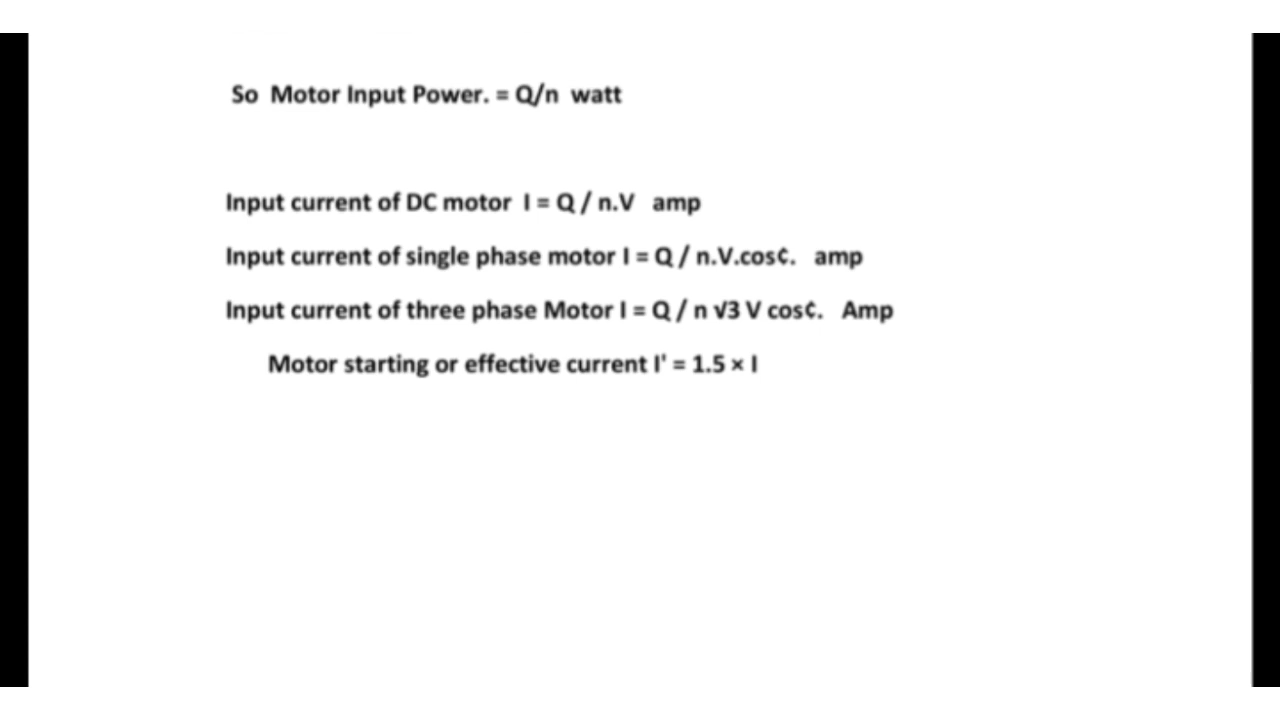 So Motor Input Power. = Q/n watt
Input current of DC motor I = Q / n.V amp
Input current of single phase motor I = Q / n.V.cos¢. amp
Input current of three phase Motor I = Q / n √3 V cos¢. Amp
Motor starting or effective current I' = 1.5 × I